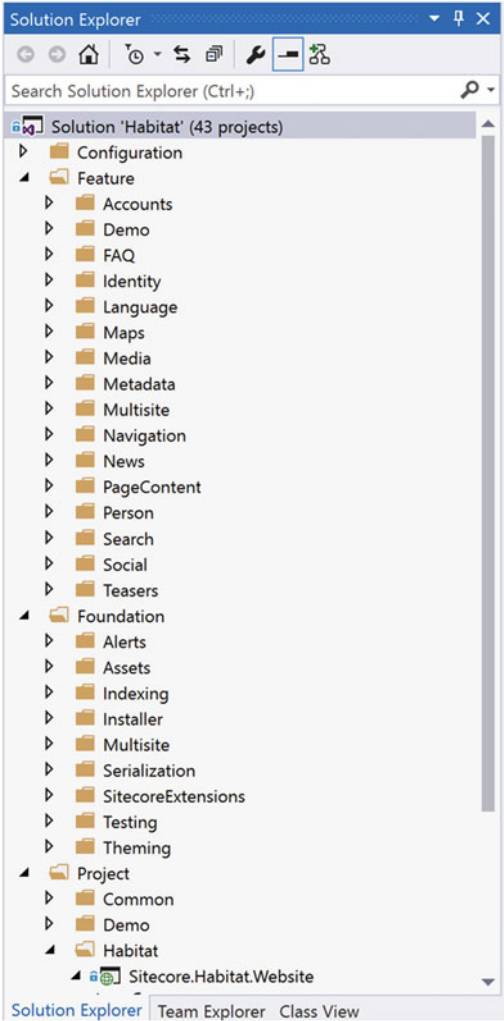 Solution Explorer
Search Solution Explorer (Ctrl+;)
Solution 'Habitat' (43 projects)
Configuration
Feature
Accounts
Demo
FAQ
Identity
Language
Maps
Media
Metadata
Multisite
Navigation
News
PageContent
Person
Search
Social
Teasers
Foundation
Alerts
Assets
Indexing
Installer
Multisite
Serialization
SitecoreExtensions
Testing
Theming
Project
Common
Demo
Habitat
Sitecore.Habitat.Website
Solution Explorer Team Explorer Class View